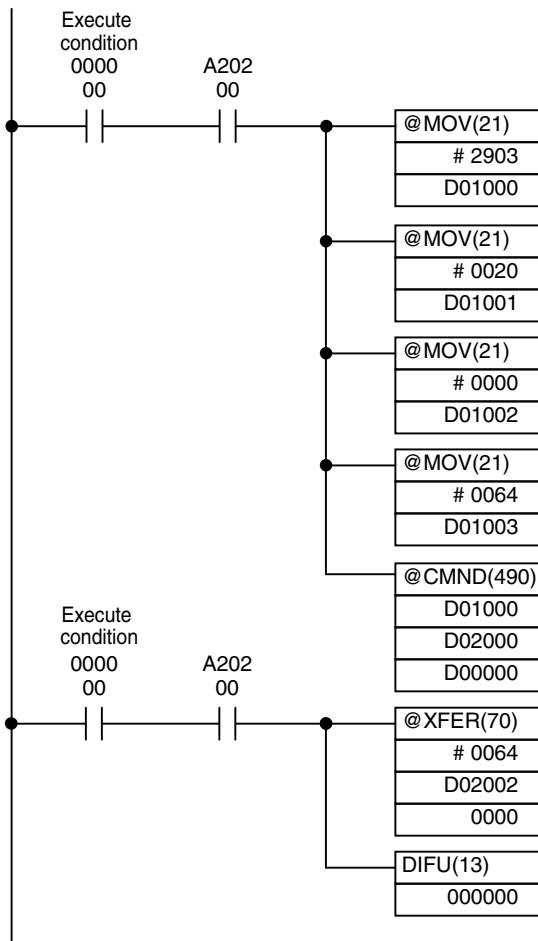 Execute
condition
0000
00
A202
00
@MOV(21)
# 2903
D01000
@MOV(21)
# 0020
D01001
@MOV(21)
# 0000
D01002
@MOV(21)
# 0064
D01003
@CMND(490)
D01000
D02000
D00000
Execute
condition
0000
00
A202
00
@XFER(70)
# 0064
D02002
0000
DIFU(13)
000000